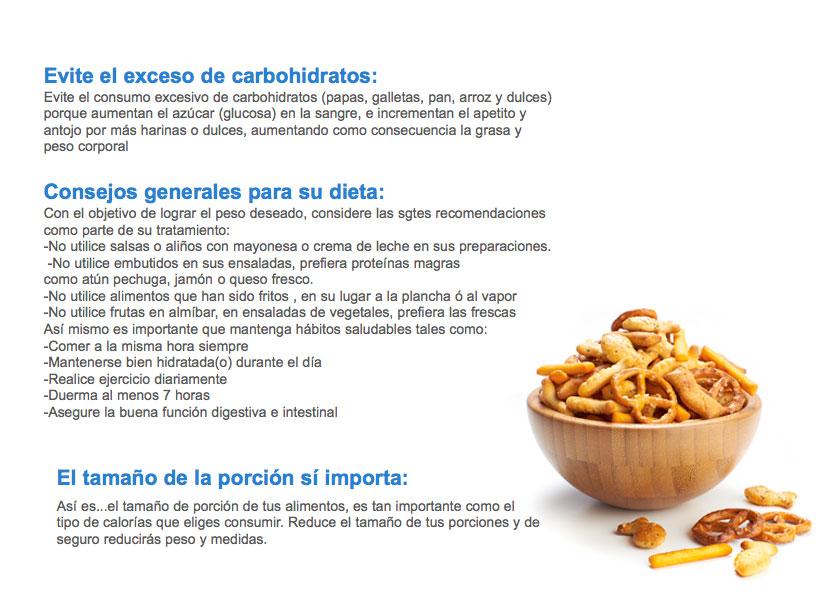 Evite el exceso de carbohidratos:
Evite el consumo excesivo de carbohidratos (papas, galletas, pan, arroz y dulces)
porque aumentan el azúcar (glucosa) en la sangre, e incrementan el apetito y
antojo por más harinas o dulces, aumentando como consecuencia la grasa y
peso corporal
Consejos generales para su dieta:
Con el objetivo de lograr el peso deseado, considere las sgtes recomendaciones
como parte de su tratamiento:
-No utilice salsas o aliños con mayonesa o crema de leche en sus preparaciones.
-No utilice embutidos en sus ensaladas, prefiera proteínas magras
como atún pechuga, jamón o queso fresco.
-No utilice alimentos que han sido fritos , en su lugar a la plancha ó al vapor
-No utilice frutas en almíbar, en ensaladas de vegetales, prefiera las frescas
Así mismo es importante que mantenga hábitos saludables tales como:
-Comer a la misma hora siempre
-Mantenerse bien hidratada(o) durante el día
-Realice ejercicio diariamente
-Duerma al menos 7 horas
-Asegure la buena función digestiva e intestinal
El tamaño de la porción sí importa:
Así es...el tamaño de porción de tus alimentos, es tan importante como el
tipo de calorías que eliges consumir. Reduce el tamaño de tus porciones y de
seguro reducirás peso y medidas.